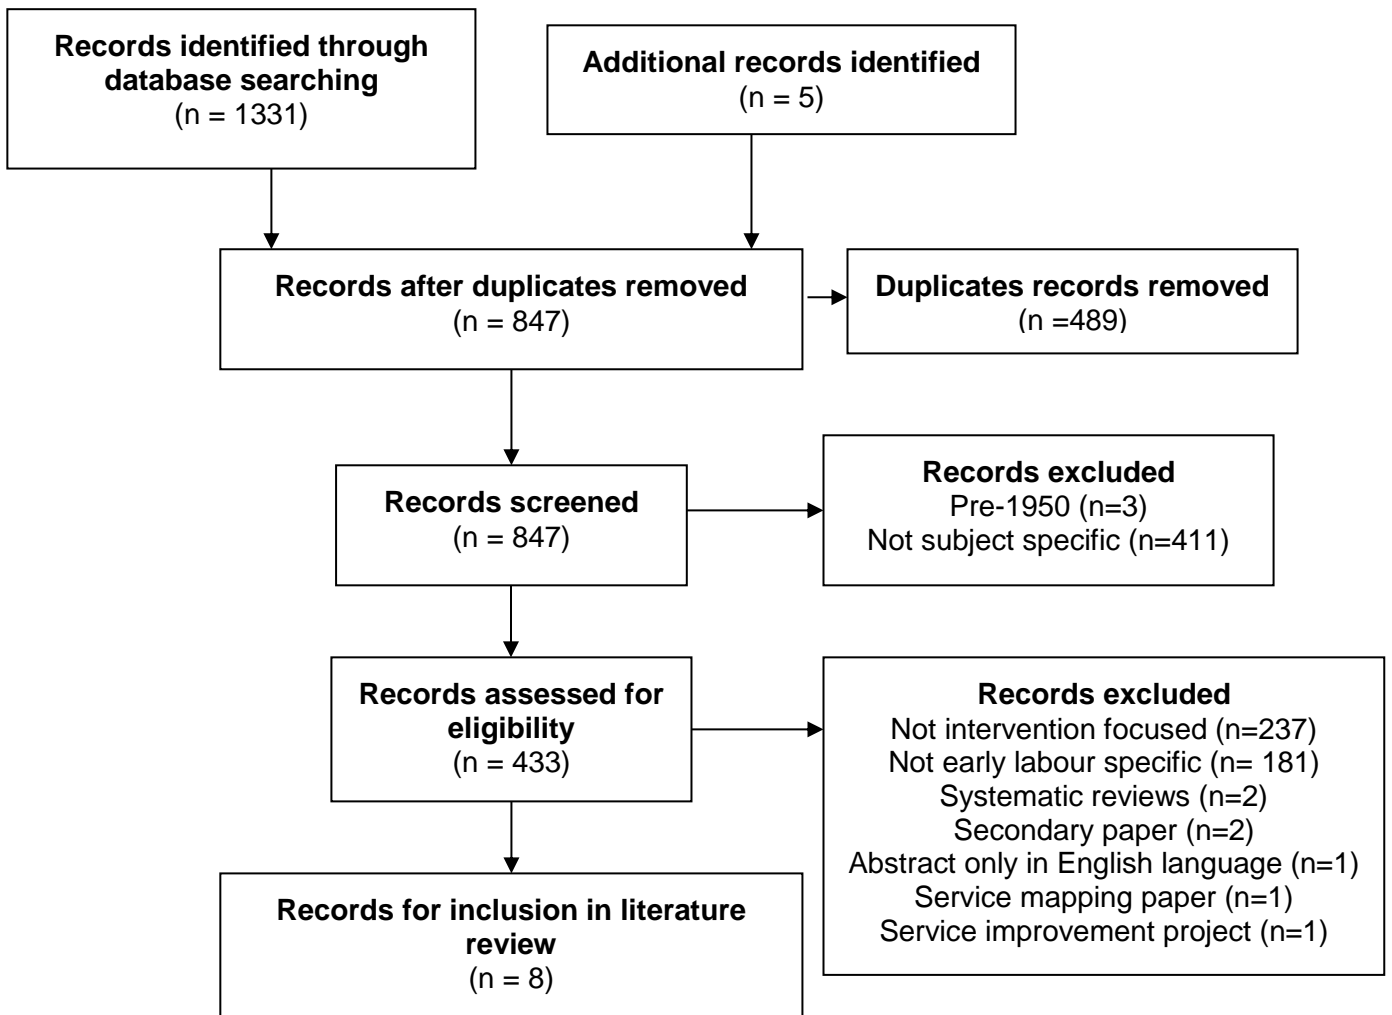 Records identified through
database searching
(n = 1331)
Additional records identified
(n = 5)
Records after duplicates removed
(n = 847)
Duplicates records removed
(n =489)
Records screened
(n = 847)
Records excluded
Pre-1950 (n=3)
Not subject specific (n=411)
Records assessed for
eligibility
(n = 433)
Records excluded
Not intervention focused (n=237)
Not early labour specific (n= 181)
Systematic reviews (n=2)
Secondary paper (n=2)
Abstract only in English language (n=1)
Service mapping paper (n=1)
Service improvement project (n=1)
Records for inclusion in literature
review
(n = 8)